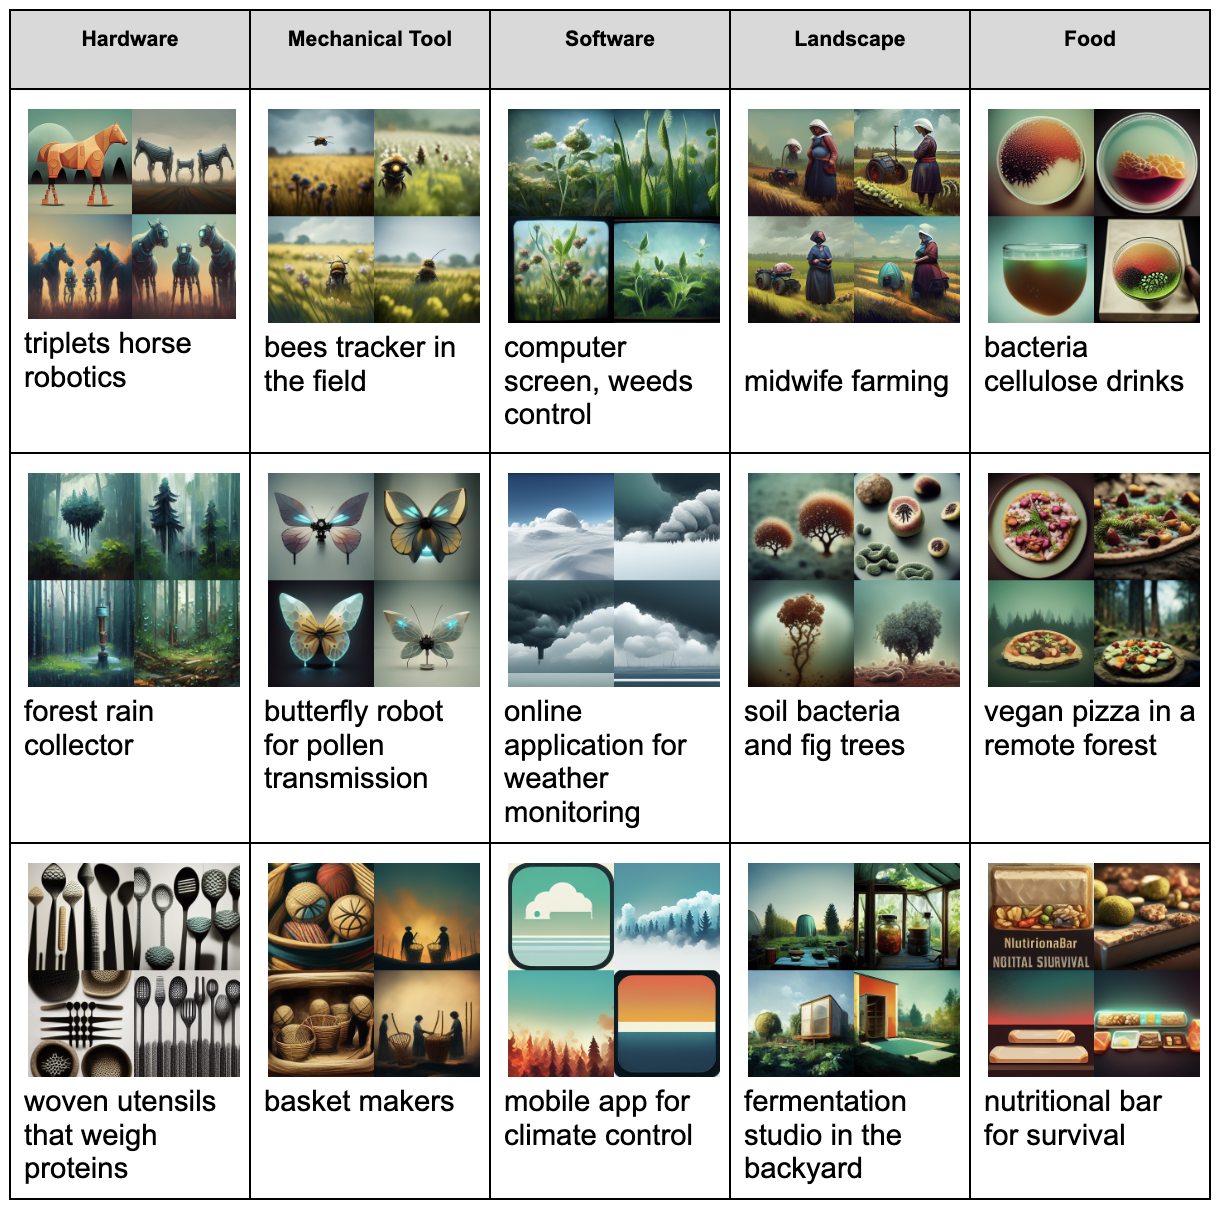 Hardware
Mechanical Tool
Software
Landscape
Food
triplets horse
robotics
bees tracker in
the field
computer
screen, weeds
control
midwife farming
bacteria
cellulose drinks
forest rain
collector
butterfly robot
for pollen
transmission
online
application for
weather
monitoring
soil bacteria
and fig trees
vegan pizza in a
remote forest
NlutirionaBar
NOITTAL SIURVIVAL
woven utensils
that weigh
proteins
basket makers
mobile app for
climate control
fermentation
studio in the
backyard
nutritional bar
for survival